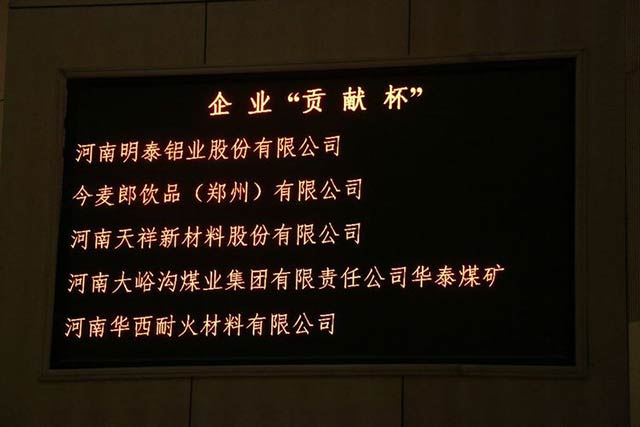 企业“贡献杯”
河南明泰铝业股份有限公司
今麦郎饮品（郑州）有限公司
河南天祥新材料股份有限公司
河南大峪沟煤业集团有限责任公司华泰煤矿
河南华西耐火材料有限公司